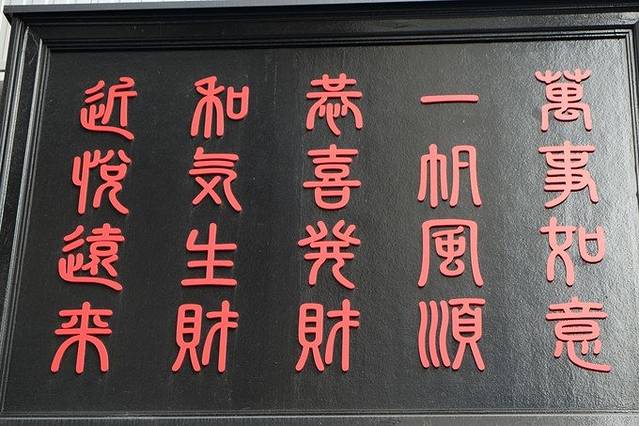 萬事如意
一帆風順
恭喜発財
和気生財
近悅遠来